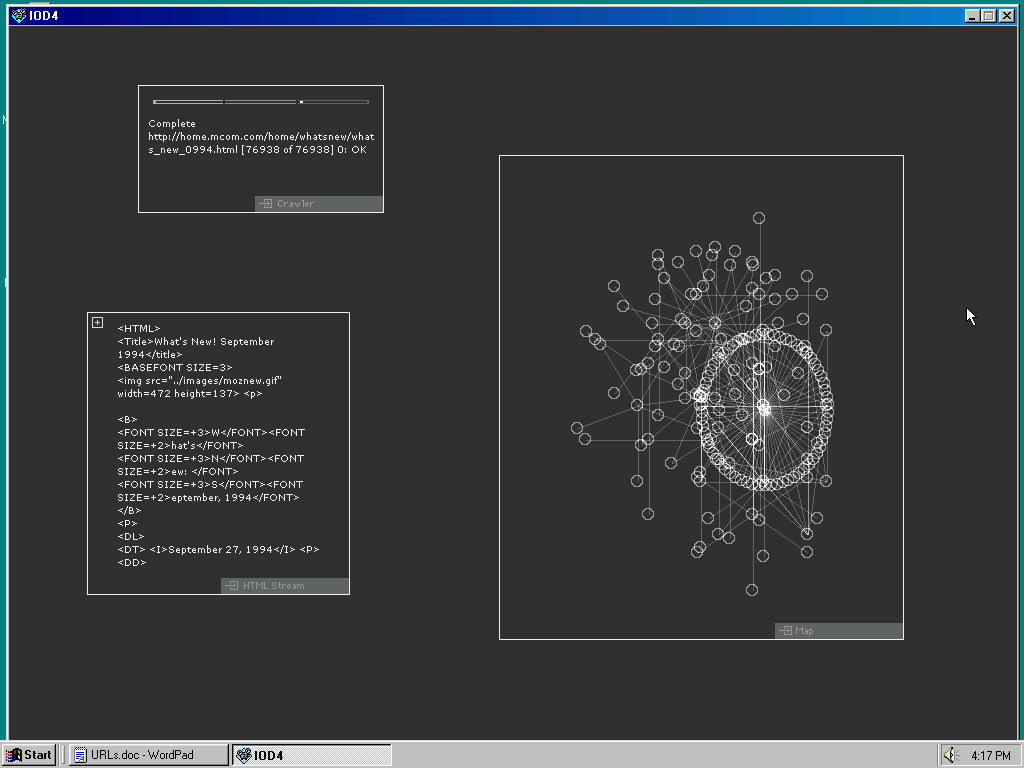 IOD4
Complete
http://home.mcom.com/home/whatsnew/what
s_new_0994.html [76938 of 76938] 0: OK
Crawler
<HTML>
<Title>What's New! September
1994</title>
<BASEFONT SIZE=3>
<img src="../images/moznew.gif"
width=472 height=137> <p>
<B>
<FONT SIZE=+3>W</FONT><FONT
SIZE=+2>hat's</FONT>
<FONT SIZE=+3>N</FONT><FONT
SIZE=+2>ew: </FONT>
<FONT SIZE=+3>S</FONT><FONT
SIZE=+2>eptember, 1994</FONT>
</B>
<P>
<DL>
<DT> <I>September 27, 1994</I> <P>
<DD>
HTML Stream
Map
Start
URLs.doc - WordPad
IOD4
4:17 PM